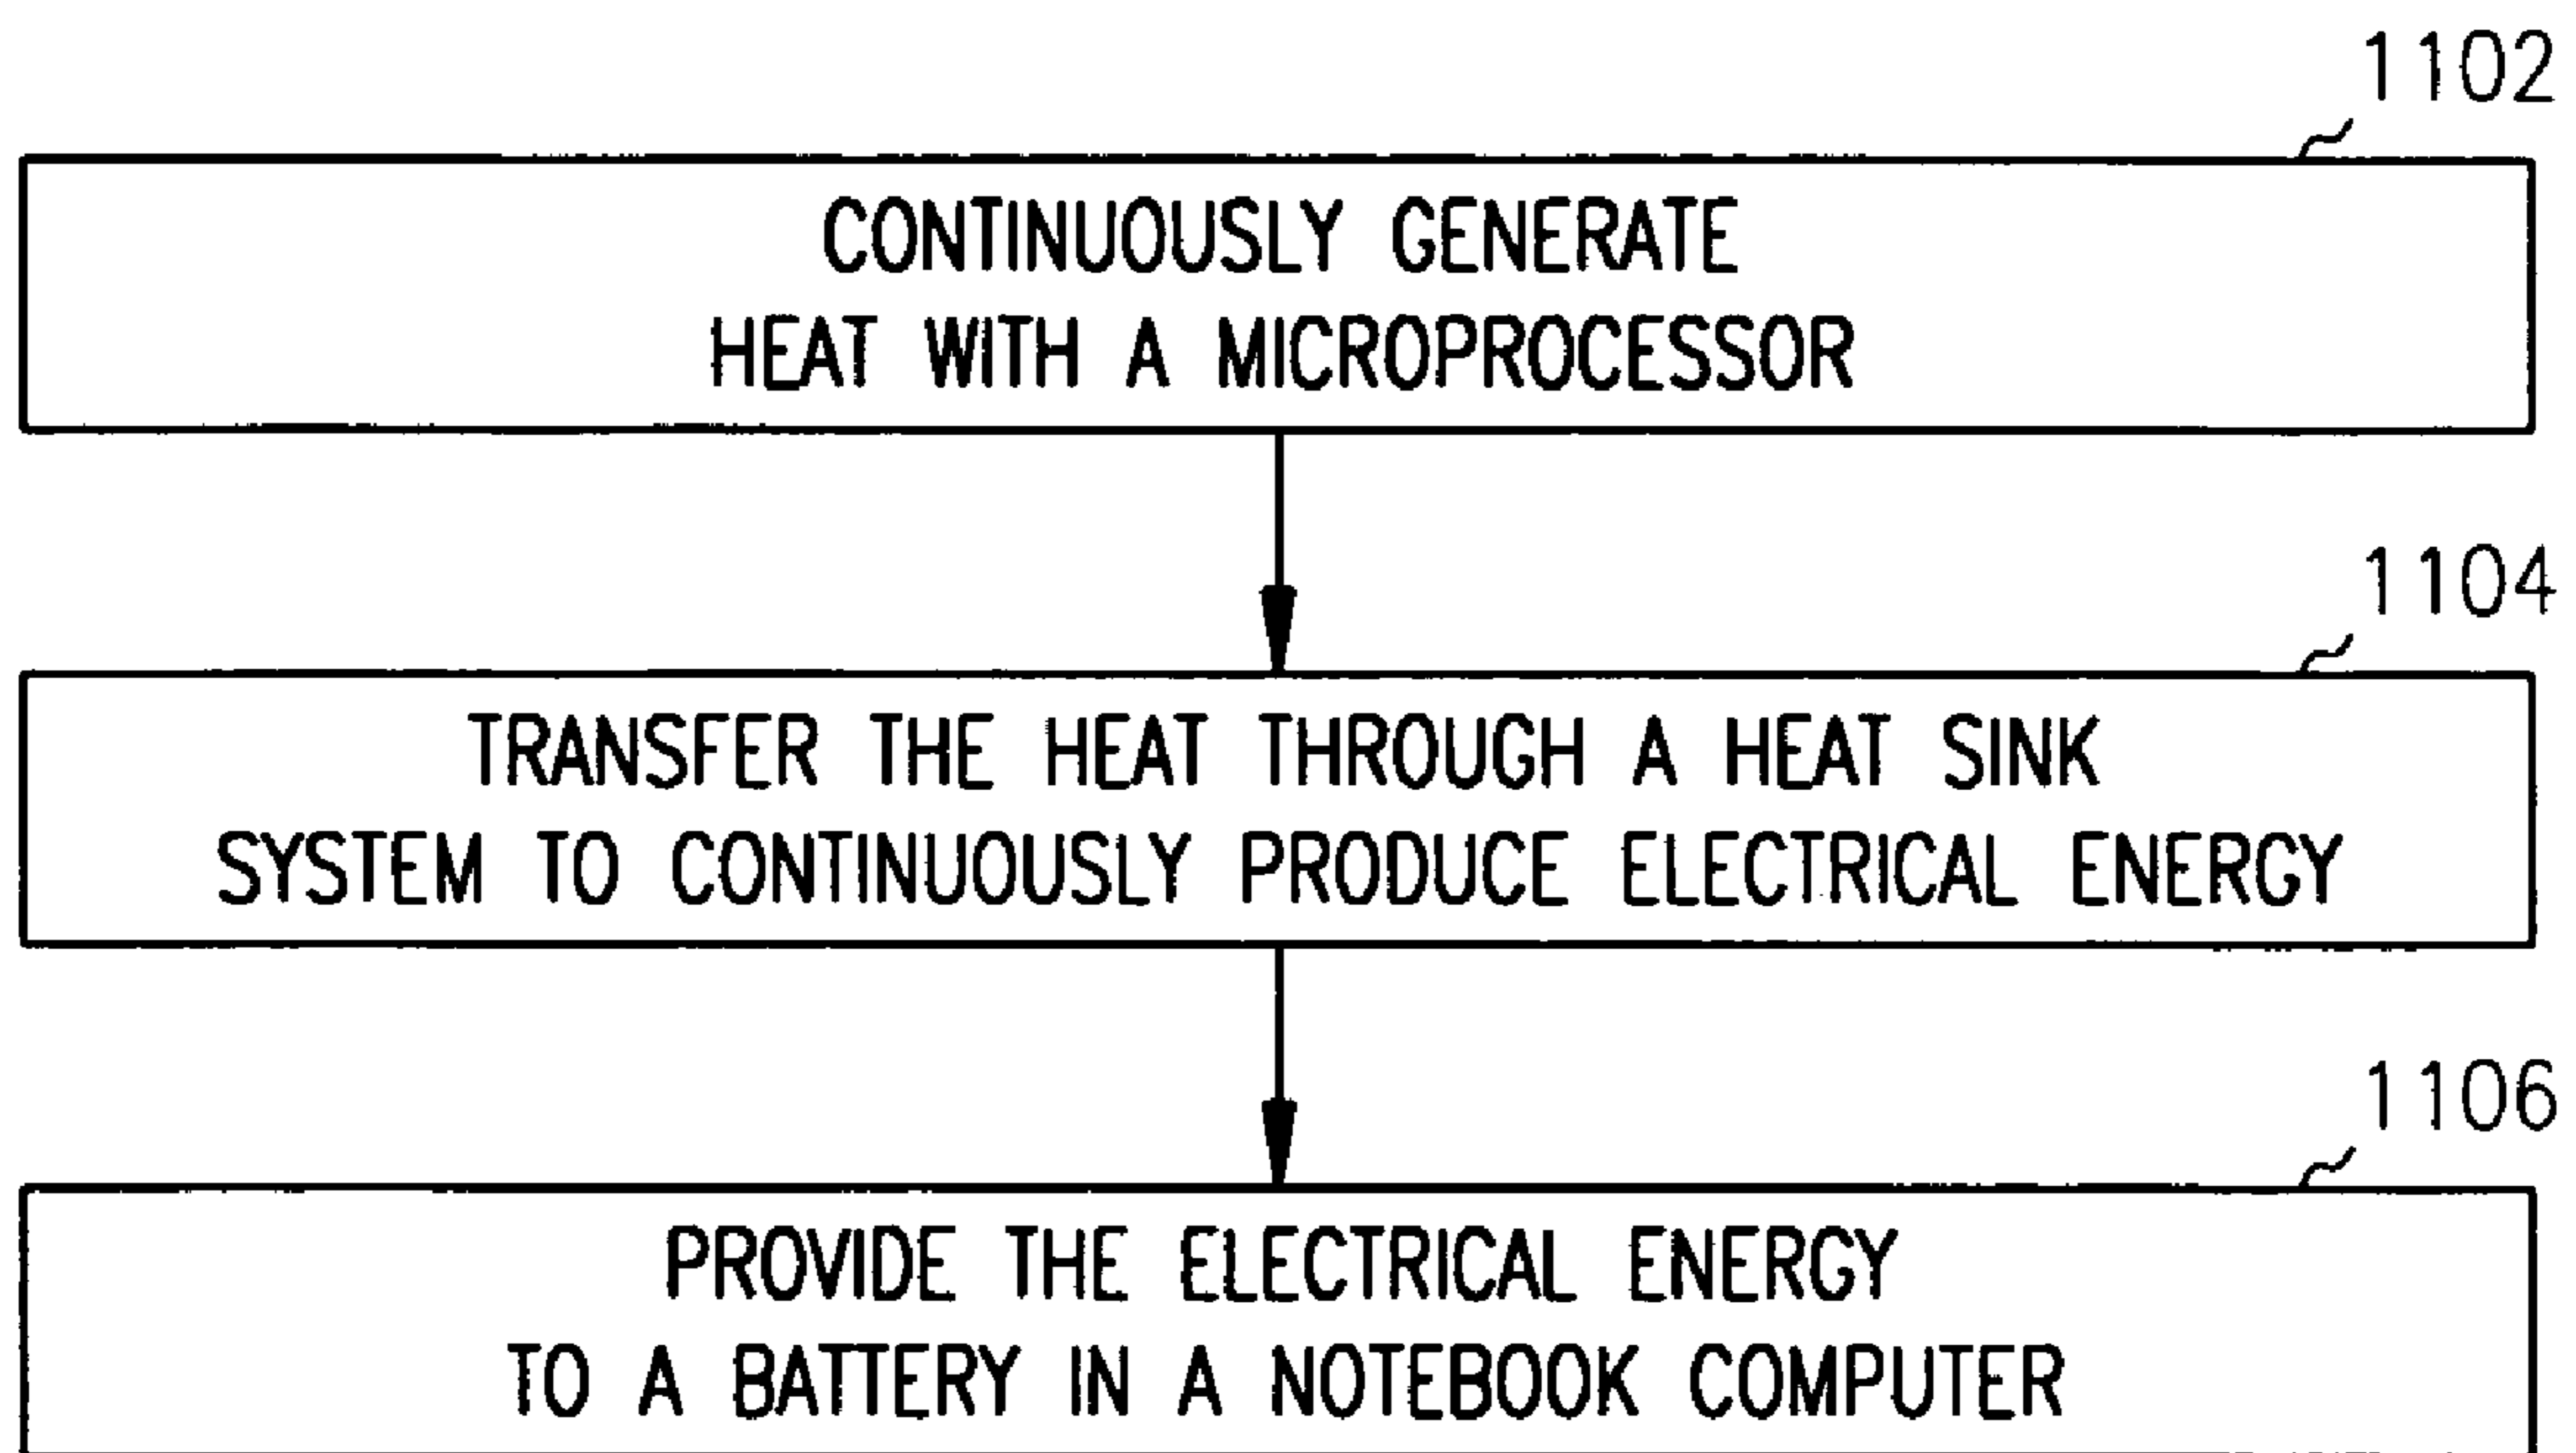 1102
CONTINUOUSLY GENERATE
HEAT WITH A MICROPROCESSOR
1104
TRANSFER THE HEAT THROUGH A HEAT SINK
SYSTEM TO CONTINUOUSLY PRODUCE ELECTRICAL ENERGY
1106
PROVIDE THE ELECTRICAL ENERGY
TO A BATTERY IN A NOTEBOOK COMPUTER